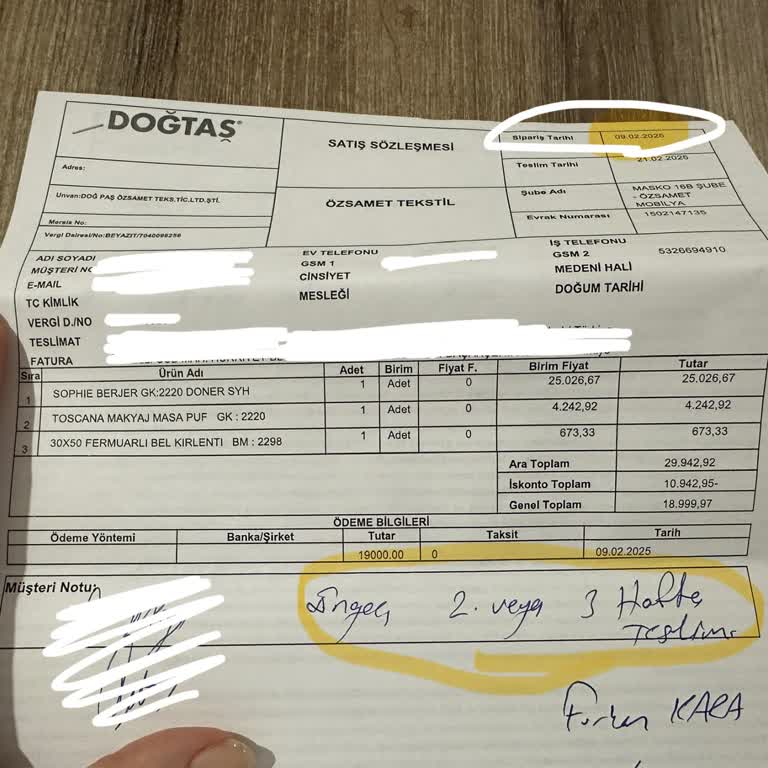 DOĞTAŞ®
SATIŞ SÖZLEŞMESİ
ÖZSAMET TEKSTİL
Adres:
Unvan:DOĞ PAŞ ÖZSAMET TEKS.TİC.LTD.ŞTİ.
Mersis No:
Vergi Dairesi/No:BEYAZIT/7040098256
Sipariş Tarihi 09.02.2025
Teslim Tarihi 21.02.2025
Şube Adı MASKO 16B ŞUBE - ÖZSAMET MOBİLYA
Evrak Numarası 1502147135
ADI SOYADI
MÜŞTERİ NO
E-MAIL
TC KİMLİK
VERGİ D./NO
TESLİMAT
FATURA
EV TELEFONU
GSM 1
CİNSİYET
MESLEĞİ
İŞ TELEFONU
GSM 2 5326694910
MEDENİ HALİ
DOĞUM TARİHİ
Sıra Ürün Adı Adet Birim Fiyat F. Birim Fiyat Tutar
1 SOPHIE BERJER GK:2220 DONER SYH 1 Adet 0 25.026,67 25.026,67
2 TOSCANA MAKYAJ MASA PUF GK : 2220 1 Adet 0 4.242,92 4.242,92
3 30X50 FERMUARLI BEL KIRLENTI BM : 2298 1 Adet 0 673,33 673,33
Ara Toplam 29.942,92
İskonto Toplam 10.942,95-
Genel Toplam 18.999,97
ÖDEME BİLGİLERİ
Ödeme Yöntemi Banka/Şirket Tutar Taksit Tarih
19000.00 0 09.02.2025
Müşteri Notu:
2. veya 3 Hafta
Teslim.
Furkan KARA